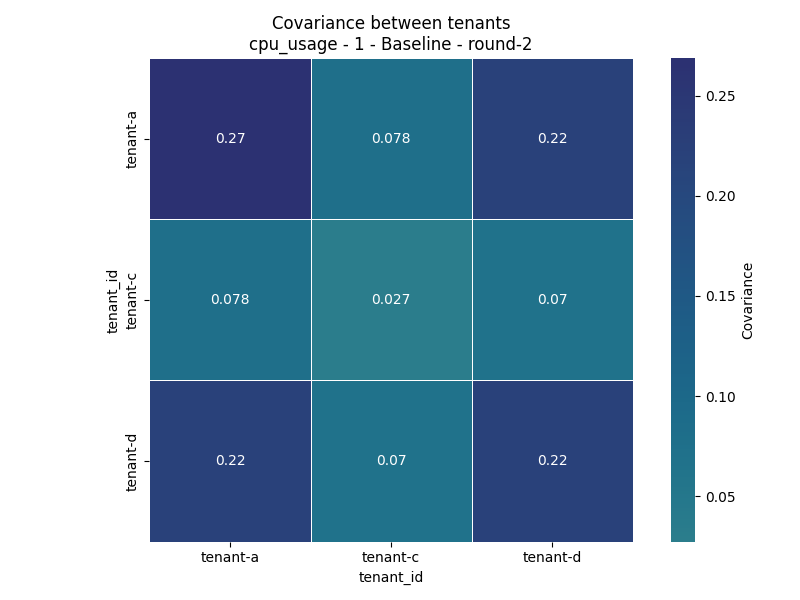 Covariance between tenants
cpu_usage - 1 - Baseline - round-2
tenant_id
tenant-a
0.27
0.078
0.22
tenant-c
0.078
0.027
0.07
tenant-d
0.22
0.07
0.22
tenant-a
tenant-c
tenant-d
tenant_id
0.25
0.20
0.15
0.10
0.05
Covariance